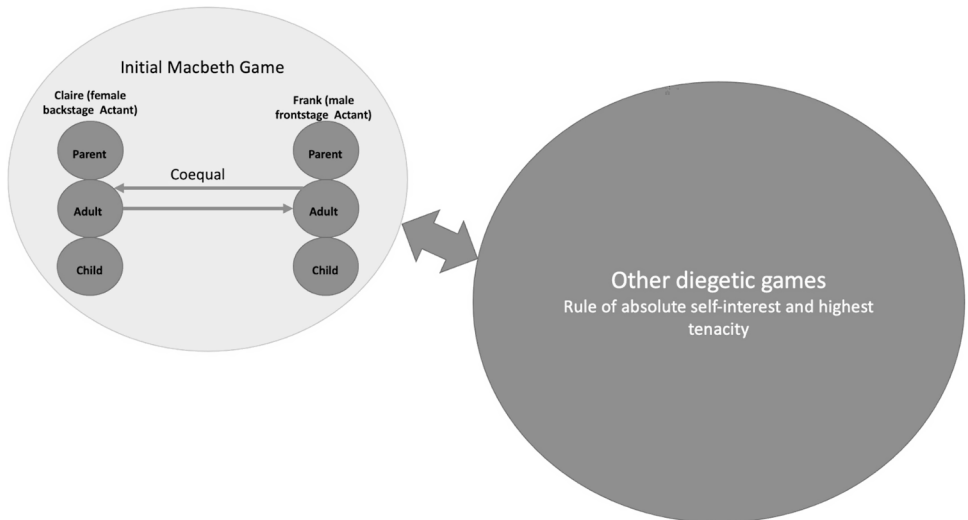 Initial Macbeth Game
Claire (female
backstage Actant)
Frank (male
frontstage Actant)
Parent
Parent
Coequal
Adult
Adult
Child
Child
Other diegetic games
Rule of absolute self-interest and highest
tenacity